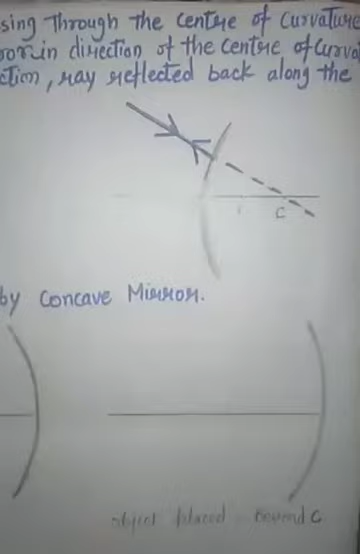 sing through the centre of Curvature
in direction of the centre of Curva
ction, ray reflected back along the
C
by Concave Mirror.
object placed beyond C